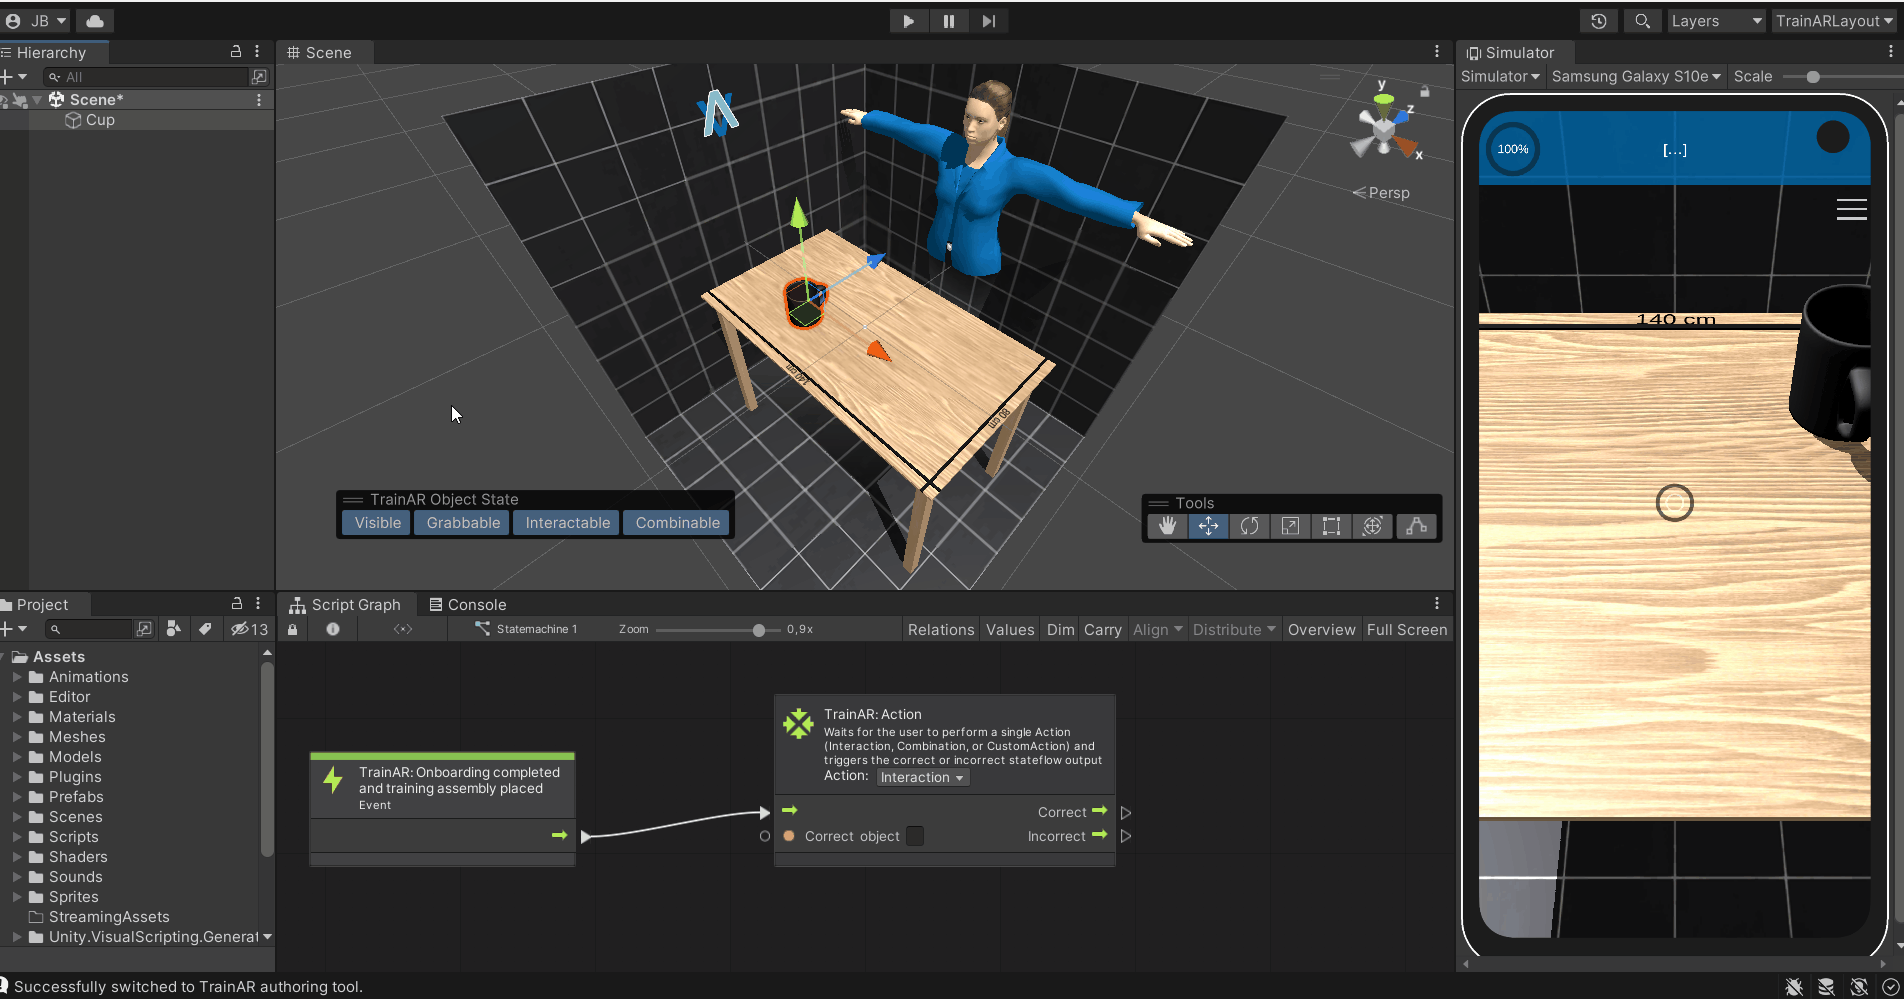 JB
Layers
TrainARLayout
Hierarchy
All
Scene*
Cup
Scene
y
z
x
Persp
140 cm
80 cm
TrainAR Object State
Visible Grabbable Interactable Combinable
Tools
Simulator
Simulator Samsung Galaxy S10e Scale
100%
[...]
140 cm
Project
13
Assets
Animations
Editor
Materials
Meshes
Models
Plugins
Prefabs
Scenes
Scripts
Shaders
Sounds
Sprites
StreamingAssets
Unity.VisualScripting.Generat
Script Graph Console
<x> Statemachine 1 Zoom 0,9x Relations Values Dim Carry Align Distribute Overview Full Screen
TrainAR: Onboarding completed
and training assembly placed
Event
TrainAR: Action
Waits for the user to perform a single Action
(Interaction, Combination, or CustomAction) and
triggers the correct or incorrect stateflow output
Action: Interaction
Correct
Correct object Incorrect
Successfully switched to TrainAR authoring tool.